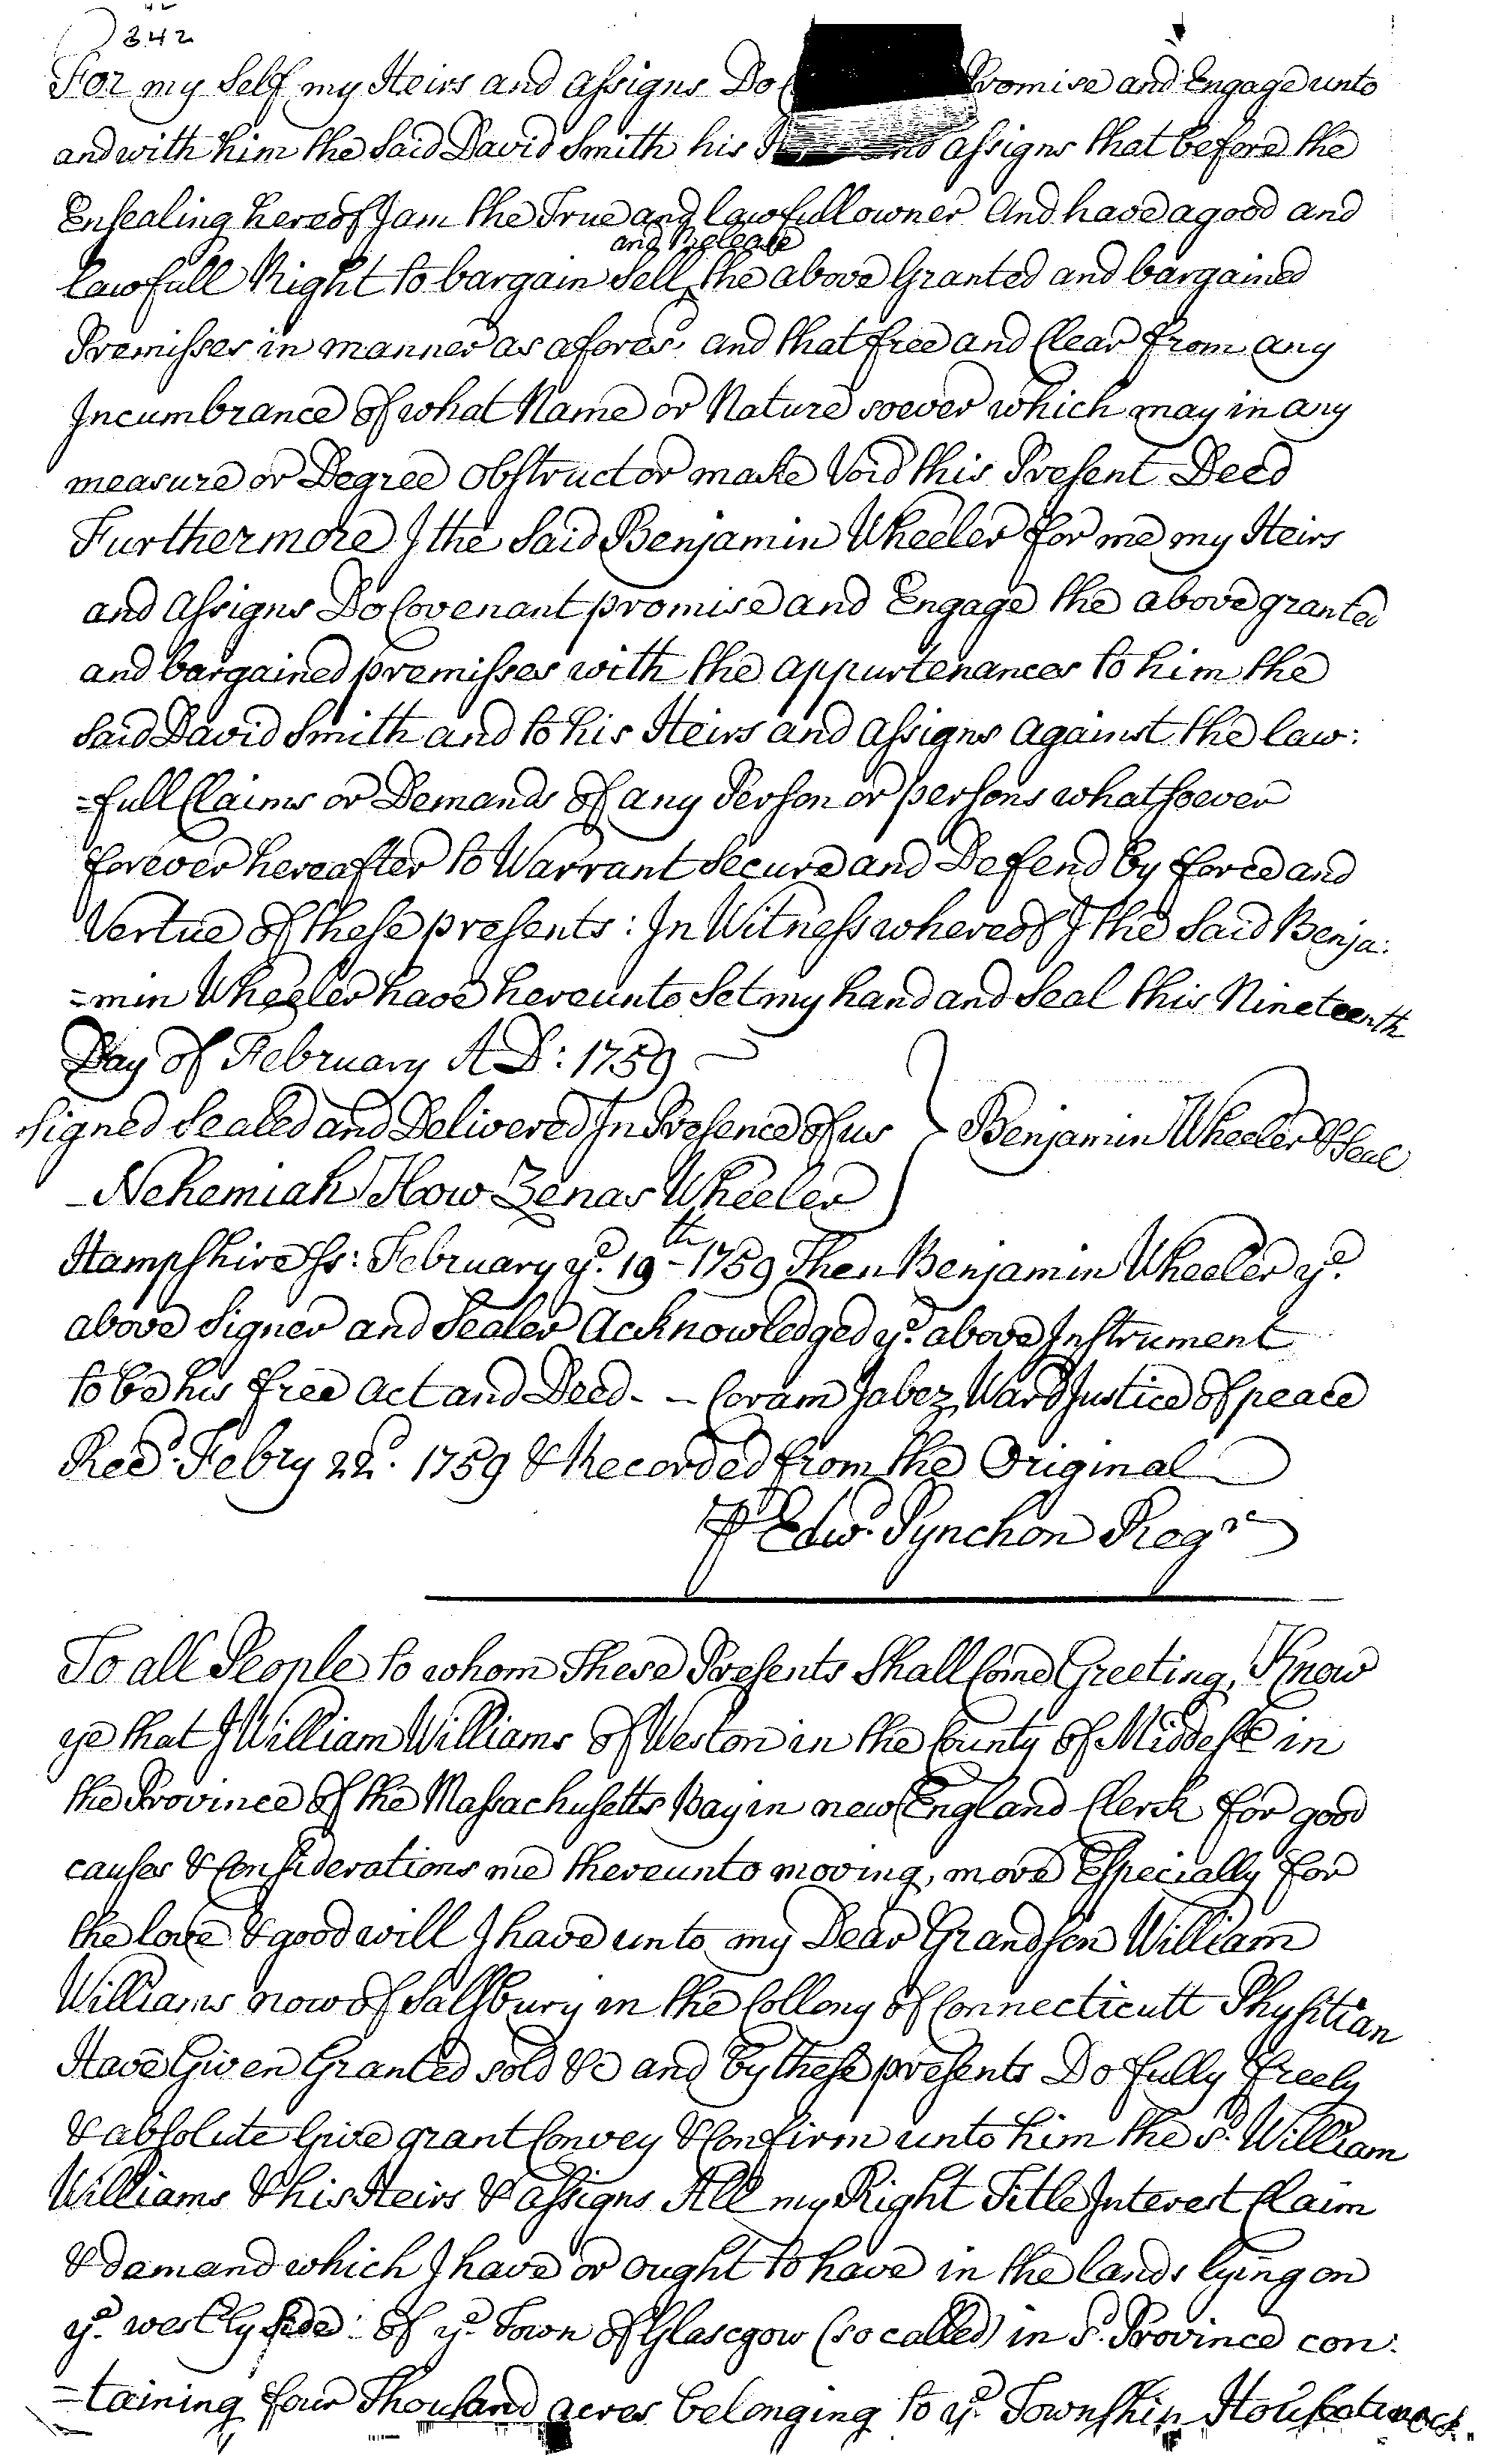 342
For my Self my Heirs and assigns Do Promise and Engage unto
and with him the Said David Smith his and assigns that before the
Ensealing hereof I am the True and lawfull owner And have a good and
and Release
lawfull Right to bargain Sell ‸ the above Granted and bargained
Premisses in manner as afores:d and that free and Clear from any
Incumbrance of what Name or Nature soever which may in any
measure or Degree obstruct or make Void this Present Deed
Furthermore I the Said Benjamin Wheeler for me my Heirs
and Assigns Do Covenant promise and Engage the above granted
and bargained premisses with the appurtenances to him the
Said David Smith and to his Heirs and assigns against the law:
=full Claims or Demands of any Person or persons whatsoever
forever hereafter to Warrant Secure and Defend by force and
Vertue of these presents: In Witness whereof I the Said Benja:
=min Wheeler have hereunto Set my hand and Seal this Nineteenth
Day of February A D: 1759
Signed Sealed and Delivered In Presence of us } Benjamin Wheeler & Seal
Nehemiah How Zenas Wheeler
Hampshire Ss: February ye. 19th - 1759 Then Benjamin Wheeler ye.
above Signer and Sealer Acknowledged ye. above Instrument
to be his free act and Deed - - Coram Jabez Ward Justice of peace
Recd. Febry 22d. 1759 & Recorded from the Original
⅌ Edwd. Pynchon Regr
To all People to whom These Presents Shall Come Greeting, Know
ye that I William Williams of Weston in the County of Middesx in
the Province of the Massachusetts Bay in new England Clerk for good
causes & Considerations me thereunto moving, more Especially for
the love & good will I have unto my Dear Grandson William
Williams now of Salsbury in the Collony of Connecticutt Physitian
Have Given Granted sold &c and by these presents Do fully freely
& absolute Give grant Convey & Confirm unto him the sd. William
Williams & his Heirs & assigns All my Right Title Interest Claim
& demand which I have or ought to have in the lands lying on
ye. westly side: of ye. Town of Glascgow (so called) in sd. Province con:
=taining four Thousand acres belonging to ye. Township Housatinock.